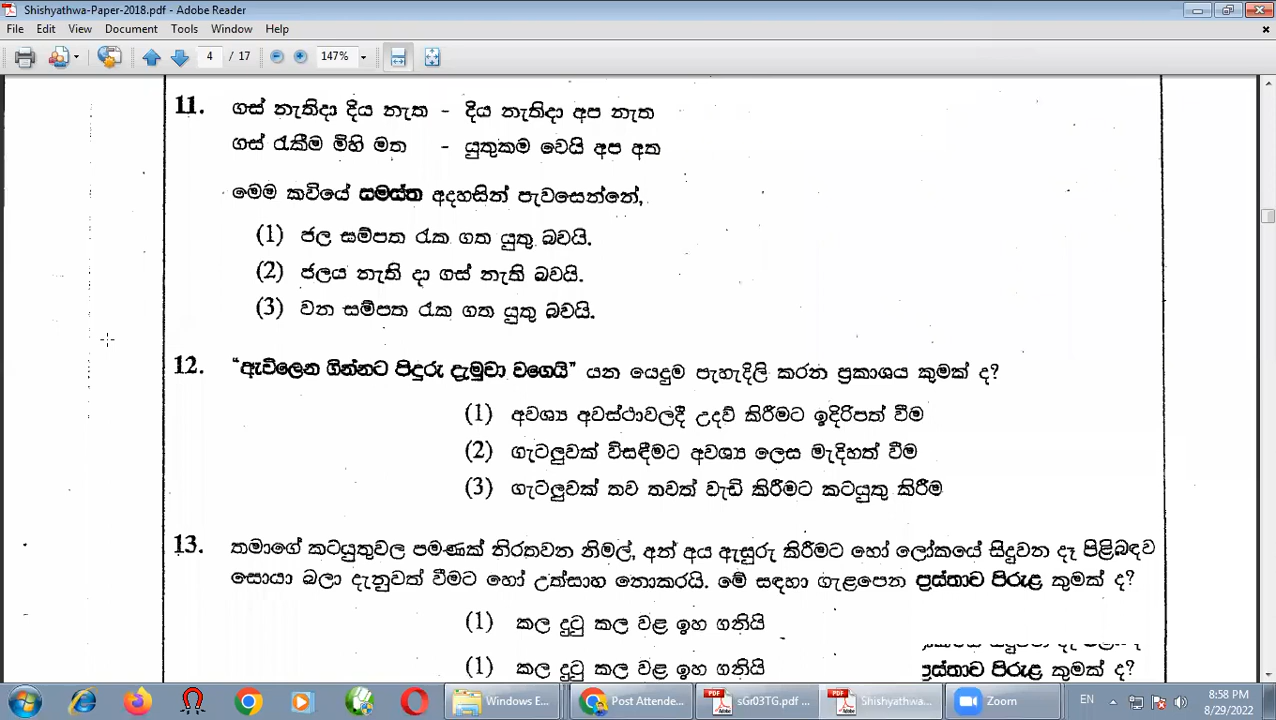 Shishyathwa-Paper-2018.pdf - Adobe Reader
File Edit View Document Tools Window Help
4 / 17 147%
11. ගස් නැතිදා දිය නැත - දිය නැතිදා අප නැත
ගස් රැකීම මිහි මත - යුතුකම වෙයි අප අත
මෙම කවියේ සමස්ත අදහසින් පැවසෙන්නේ,
(1) ජල සම්පත රැක ගත යුතු බවයි.
(2) ජලය නැති දා ගස් නැති බවයි.
(3) වන සම්පත රැක ගත යුතු බවයි.
12. “ඇවිලෙන ගින්නට පිදුරු දැමුවා වගෙයි” යන යෙදුම පැහැදිලි කරන ප්‍රකාශය කුමක් ද?
(1) අවශ්‍ය අවස්ථාවලදී උදව් කිරීමට ඉදිරිපත් වීම
(2) ගැටලුවක් විසඳීමට අවශ්‍ය ලෙස මැදිහත් වීම
(3) ගැටලුවක් තව තවත් වැඩි කිරීමට කටයුතු කිරීම
13. තමාගේ කටයුතුවල පමණක් නිරතවන නිමල්, අන් අය ඇසුරු කිරීමට හෝ ලෝකයේ සිදුවන දෑ පිළිබඳව
සොයා බලා දැනුවත් වීමට හෝ උත්සාහ නොකරයි. මේ සඳහා ගැළපෙන ප්‍රස්තාව පිරුළ කුමක් ද?
(1) කල දුටු කල වළ ඉහ ගනියි
(1) කල දුටු කල වළ ඉහ ගනියි ප්‍රස්තාව පිරුළ කුමක් ද?
Windows E... Post Attende... sGr03TG.pdf ... Shishyathwa... Zoom EN 8:58 PM
8/29/2022